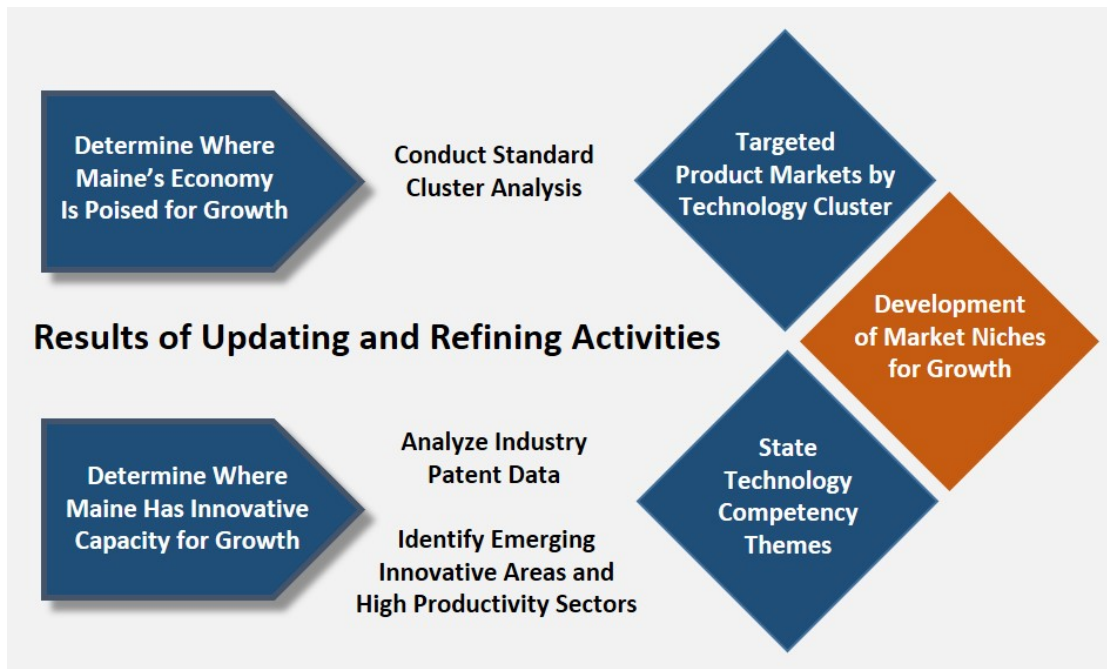 Determine Where
Maine’s Economy
Is Poised for Growth
Conduct Standard
Cluster Analysis
Targeted
Product Markets by
Technology Cluster
Development
of Market Niches
for Growth
Results of Updating and Refining Activities
Determine Where
Maine Has Innovative
Capacity for Growth
Analyze Industry
Patent Data
Identify Emerging
Innovative Areas and
High Productivity Sectors
State
Technology
Competency
Themes